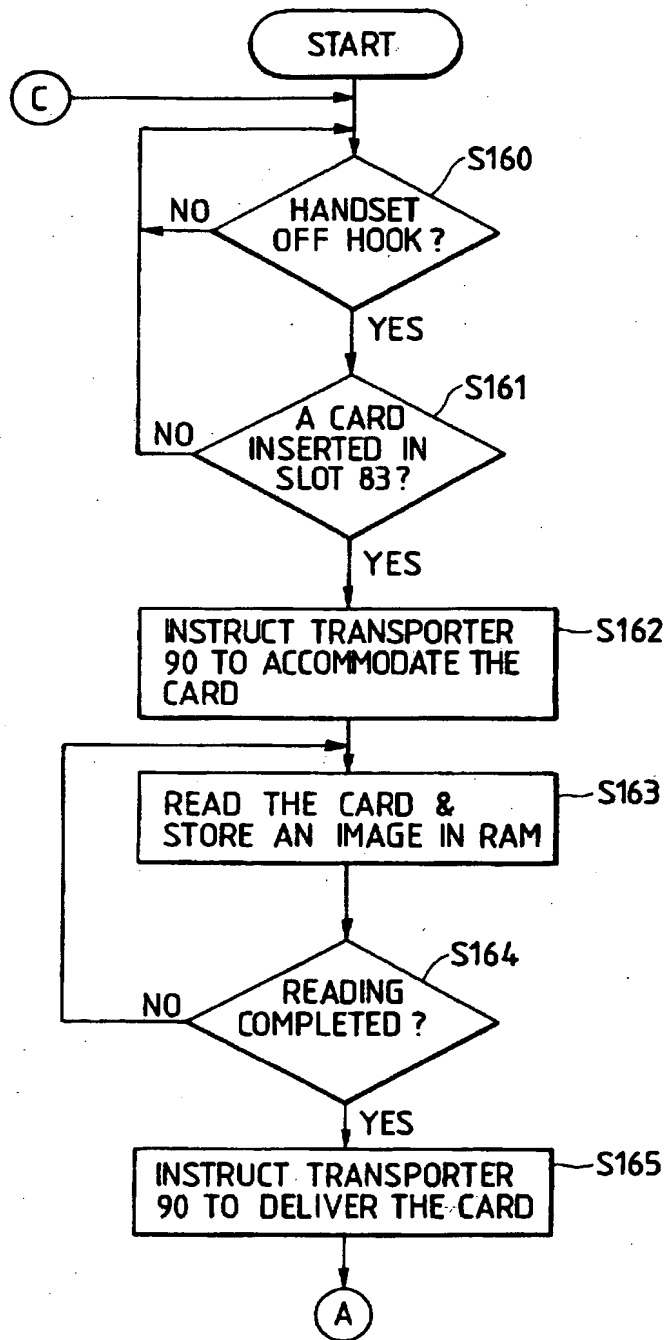 START
C
S160
NO
HANDSET
OFF HOOK?
YES
S161
NO
A CARD
INSERTED IN
SLOT 83?
YES
INSTRUCT TRANSPORTER
90 TO ACCOMMODATE THE
CARD
S162
READ THE CARD &
STORE AN IMAGE IN RAM
S163
S164
NO
READING
COMPLETED?
YES
INSTRUCT TRANSPORTER
90 TO DELIVER THE CARD
S165
A